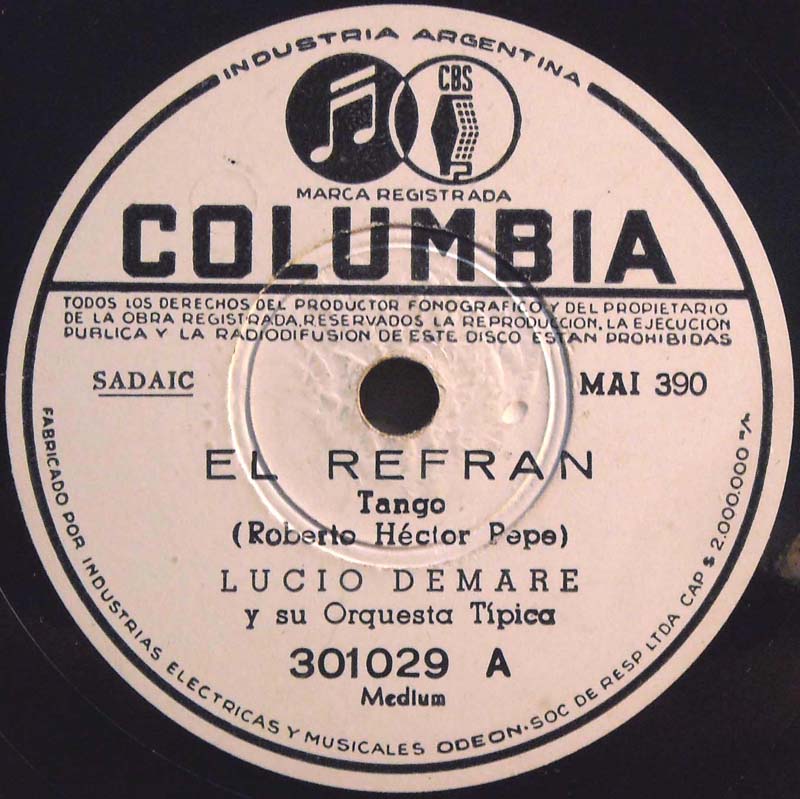 INDUSTRIA ARGENTINA
CBS
MARCA REGISTRADA
COLUMBIA
TODOS LOS DERECHOS DEL PRODUCTOR FONOGRAFICO Y DEL PROPIETARIO
DE LA OBRA REGISTRADA, RESERVADOS LA REPRODUCCION, LA EJECUCION
PUBLICA Y LA RADIODIFUSION DE ESTE DISCO ESTAN PROHIBIDAS
SADAIC
MAI 390
EL REFRAN
Tango
(Roberto Héctor Pepe)
LUCIO DEMARE
y su Orquesta Típica
301029 A
Medium
FABRICADO POR INDUSTRIAS ELECTRICAS Y MUSICALES ODEON·SOC DE RESP LTDA CAP $ 2.000.000 m/n